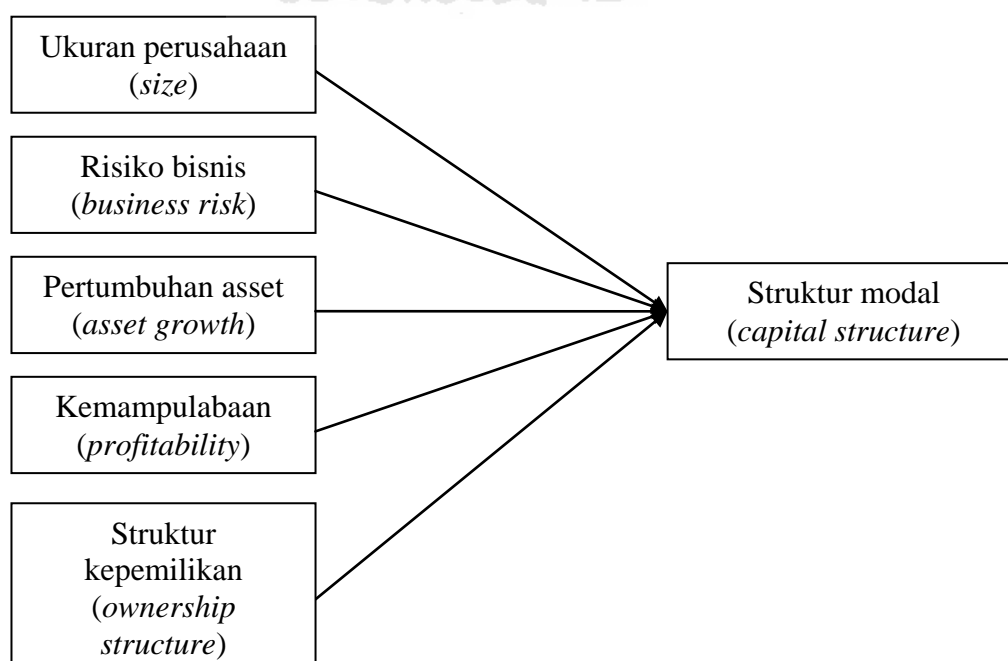 Ukuran perusahaan
(size)
Risiko bisnis
(business risk)
Pertumbuhan asset
(asset growth)
Kemampulabaan
(profitability)
Struktur
kepemilikan
(ownership
structure)
Struktur modal
(capital structure)